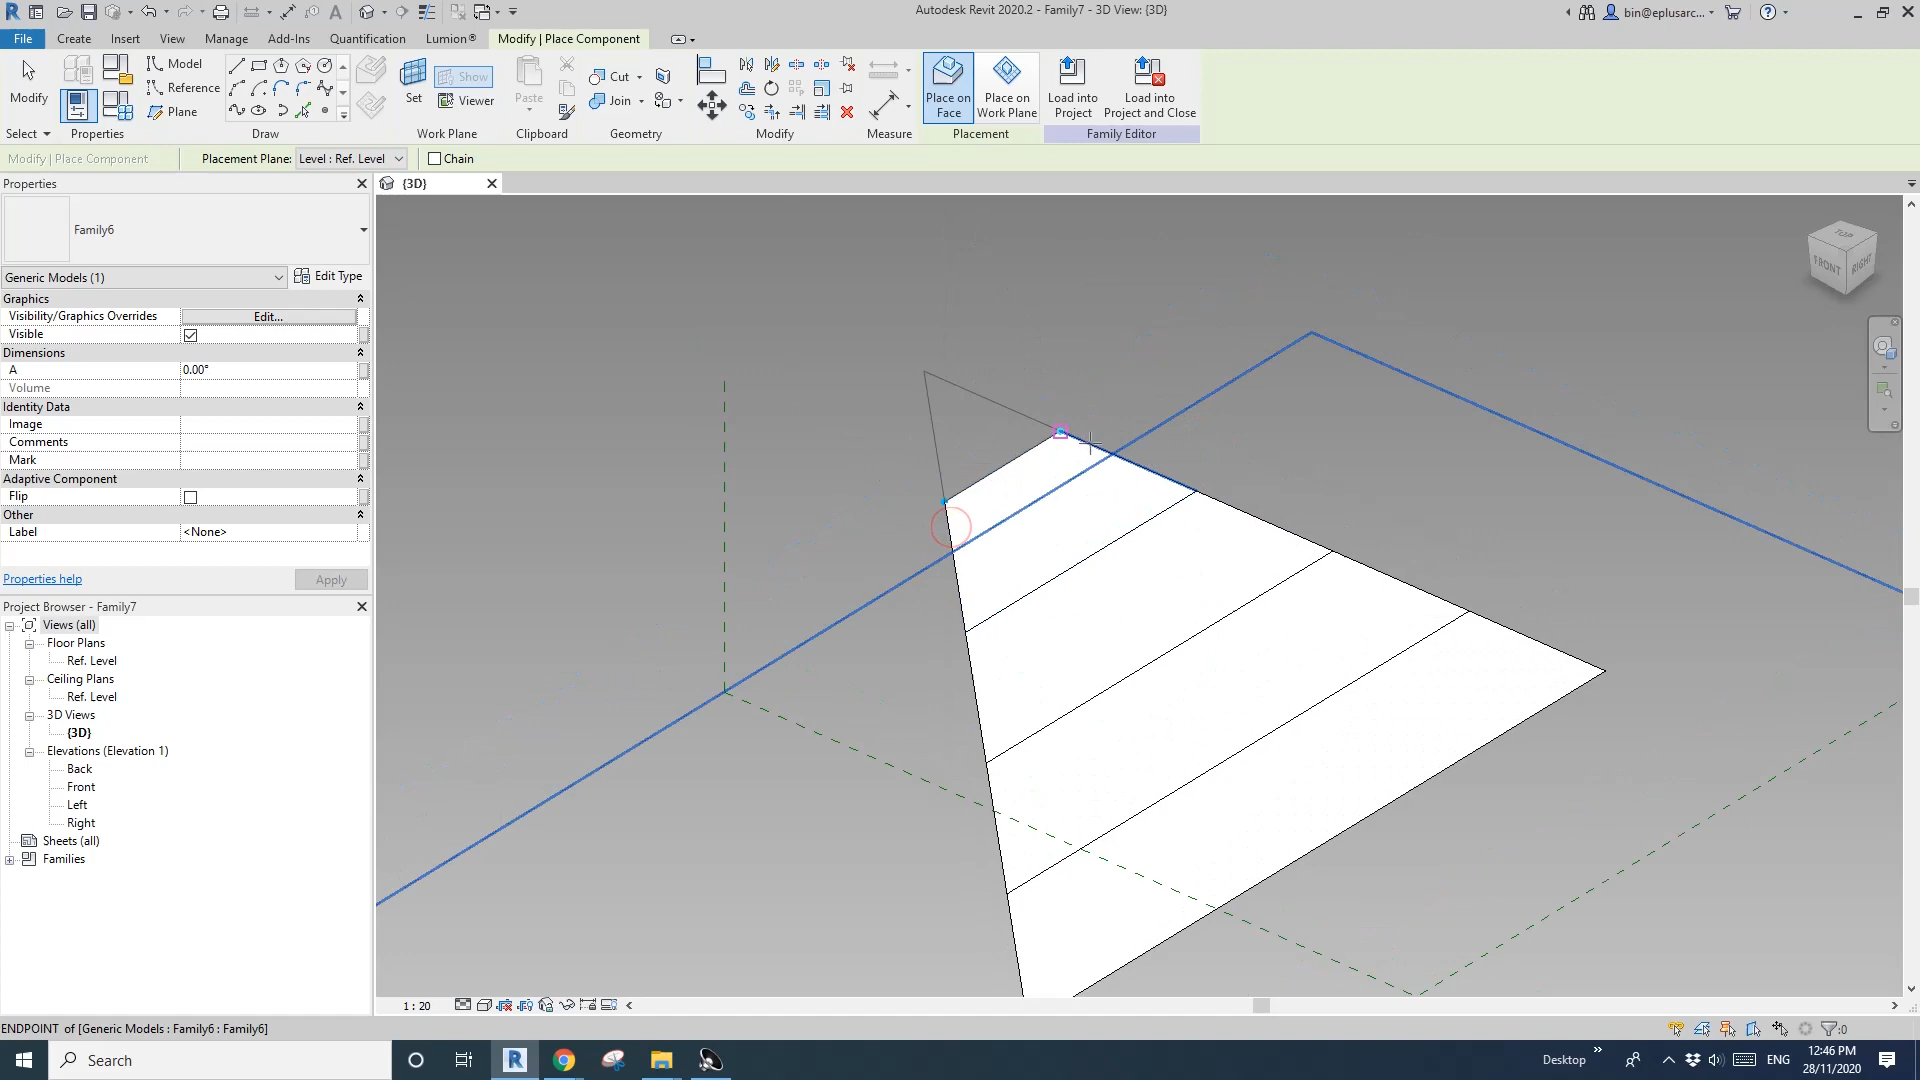 Autodesk Revit 2020.2 - Family7 - 3D View: {3D}
bin@eplusarc...
File Create Insert View Manage Add-Ins Quantification Lumion® Modify | Place Component
Modify
Model
Reference
Plane
Set
Show
Viewer
Paste
Cut
Join
Place on Face
Place on Work Plane
Load into Project
Load into Project and Close
Select Properties Draw Work Plane Clipboard Geometry Modify Measure Placement Family Editor
Modify | Place Component Placement Plane: Level : Ref. Level Chain
Properties
{3D}
Family6
Generic Models (1) Edit Type
Graphics
Visibility/Graphics Overrides Edit...
Visible
Dimensions
A 0.00°
Volume
Identity Data
Image
Comments
Mark
Adaptive Component
Flip
Other
Label <None>
Properties help Apply
Project Browser - Family7
Views (all)
Floor Plans
Ref. Level
Ceiling Plans
Ref. Level
3D Views
{3D}
Elevations (Elevation 1)
Back
Front
Left
Right
Sheets (all)
Families
TOP
FRONT RIGHT
1 : 20
ENDPOINT of [Generic Models : Family6 : Family6]
:0
Search
Desktop
ENG
12:46 PM
28/11/2020